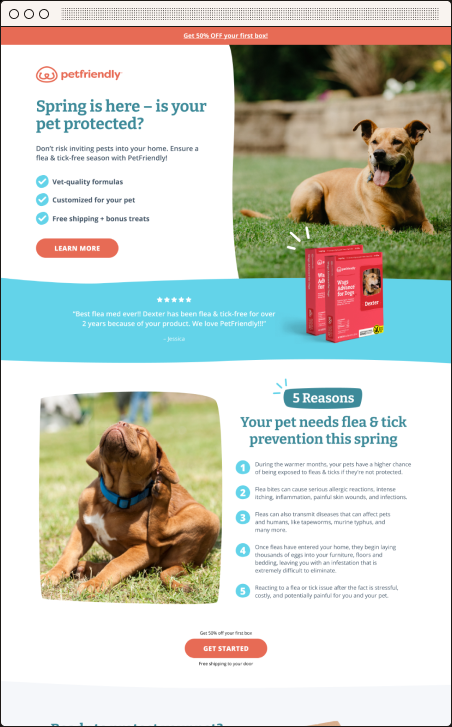 Get 50% OFF your first box!
petfriendly
Spring is here – is your
pet protected?
Don't risk inviting pests into your home. Ensure a
flea & tick-free season with PetFriendly!
Vet-quality formulas
Customized for your pet
Free shipping + bonus treats
LEARN MORE
petfriendly
Wags
Advance
for Dogs
Dexter
"Best flea med ever!! Dexter has been flea & tick-free for over
2 years because of your product. We love PetFriendly!!!"
– Jessica
5 Reasons
Your pet needs flea & tick
prevention this spring
1 During the warmer months, your pets have a higher chance
of being exposed to fleas & ticks if they're not protected.
2 Flea bites can cause serious allergic reactions, intense
itching, inflammation, painful skin wounds, and infections.
3 Fleas can also transmit diseases that can affect pets
and humans, like tapeworms, murine typhus, and
many more.
4 Once fleas have entered your home, they begin laying
thousands of eggs into your furniture, floors and
bedding, leaving you with an infestation that is
extremely difficult to eliminate.
5 Reacting to a flea or tick issue after the fact is stressful,
costly, and potentially painful for you and your pet.
Get 50% off your first box
GET STARTED
Free shipping to your door